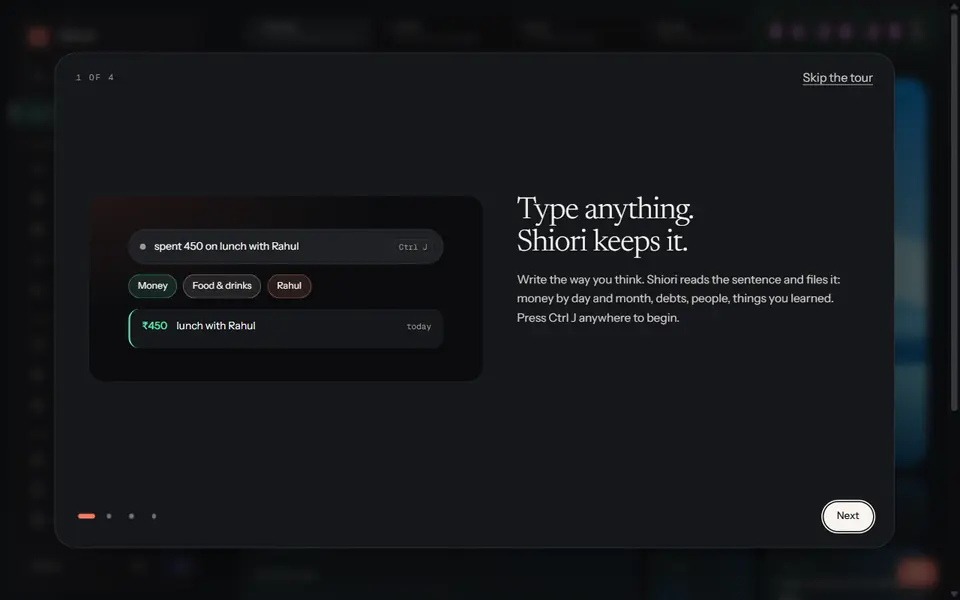 1 OF 4
Skip the tour
spent 450 on lunch with Rahul
Ctrl J
Money
Food & drinks
Rahul
₹450 lunch with Rahul
today
Type anything.
Shiori keeps it.
Write the way you think. Shiori reads the sentence and files it:
money by day and month, debts, people, things you learned.
Press Ctrl J anywhere to begin.
Next